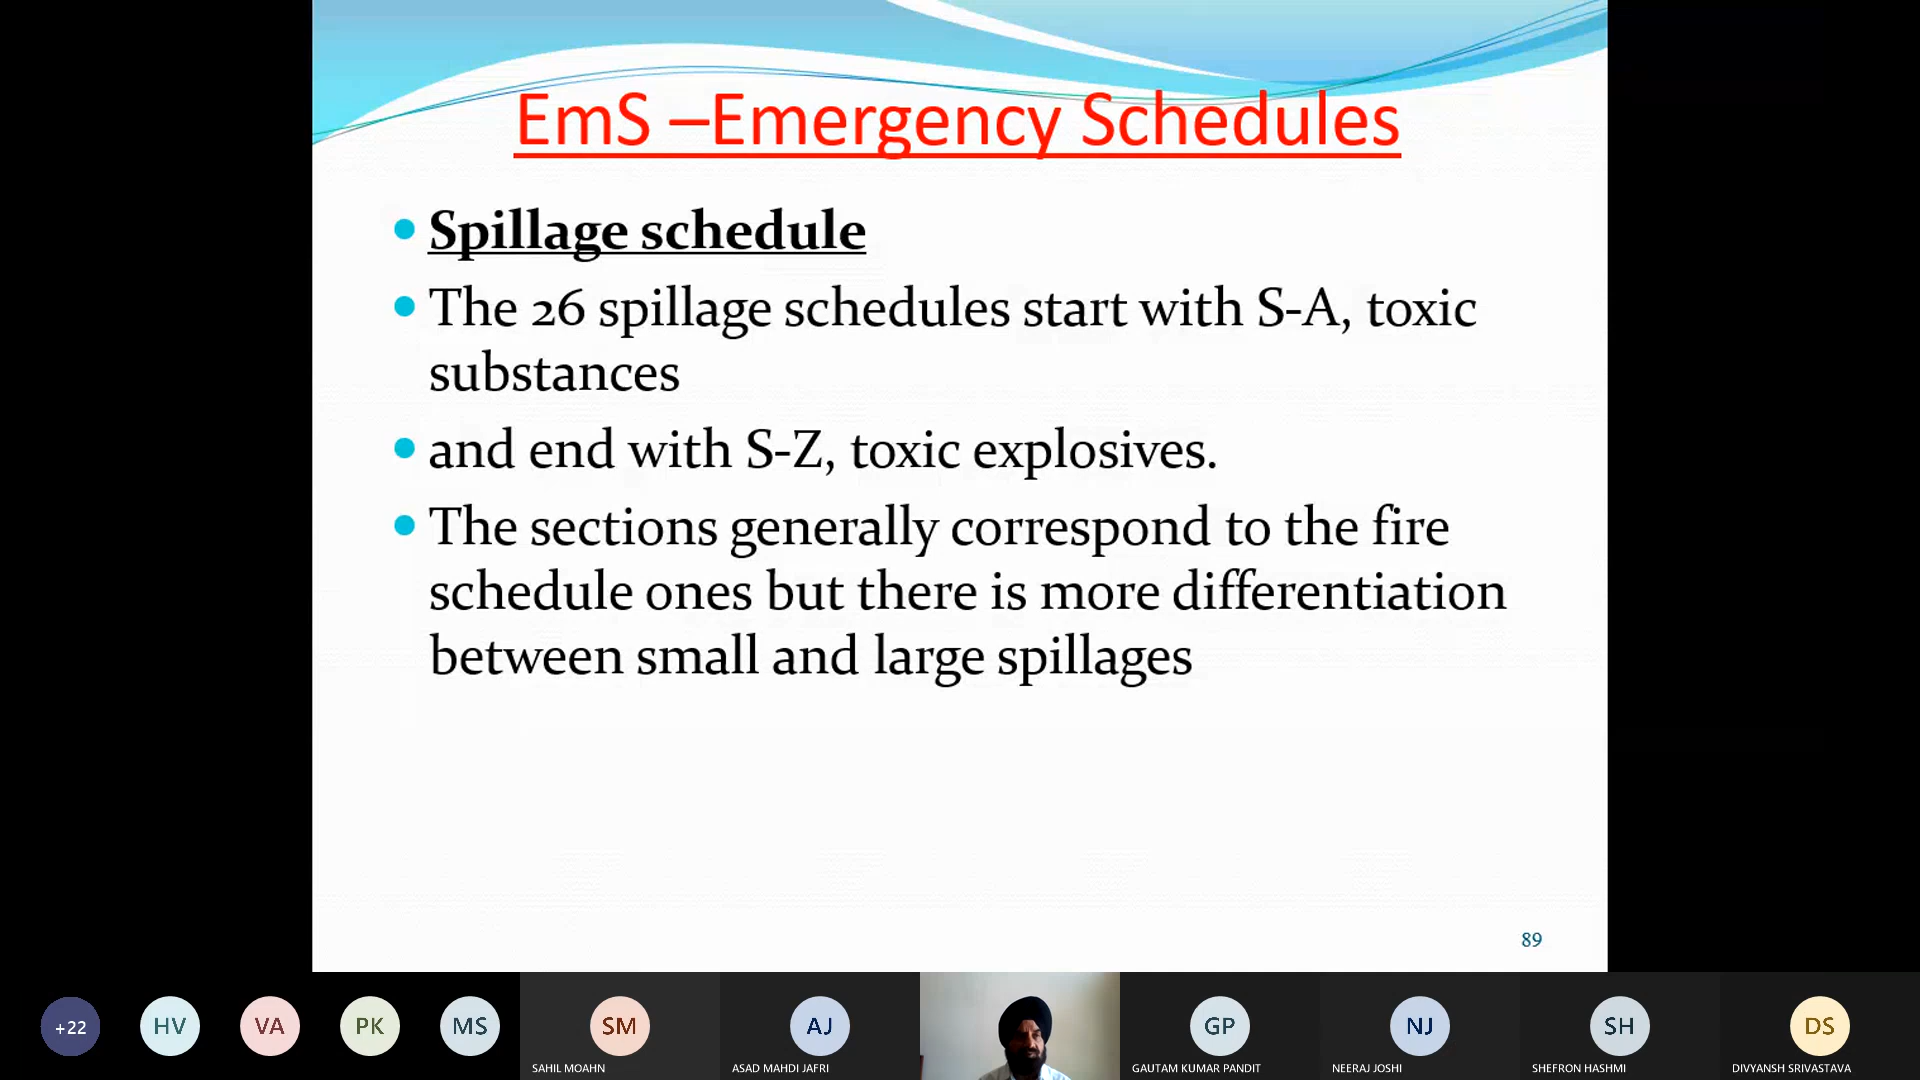 EmS –Emergency Schedules
• Spillage schedule
• The 26 spillage schedules start with S-A, toxic
substances
• and end with S-Z, toxic explosives.
• The sections generally correspond to the fire
schedule ones but there is more differentiation
between small and large spillages
89
+22
HV
VA
PK
MS
SM
SAHIL MOAHN
AJ
ASAD MAHDI JAFRI
GP
GAUTAM KUMAR PANDIT
NJ
NEERAJ JOSHI
SH
SHEFRON HASHMI
DS
DIVYANSH SRIVASTAVA